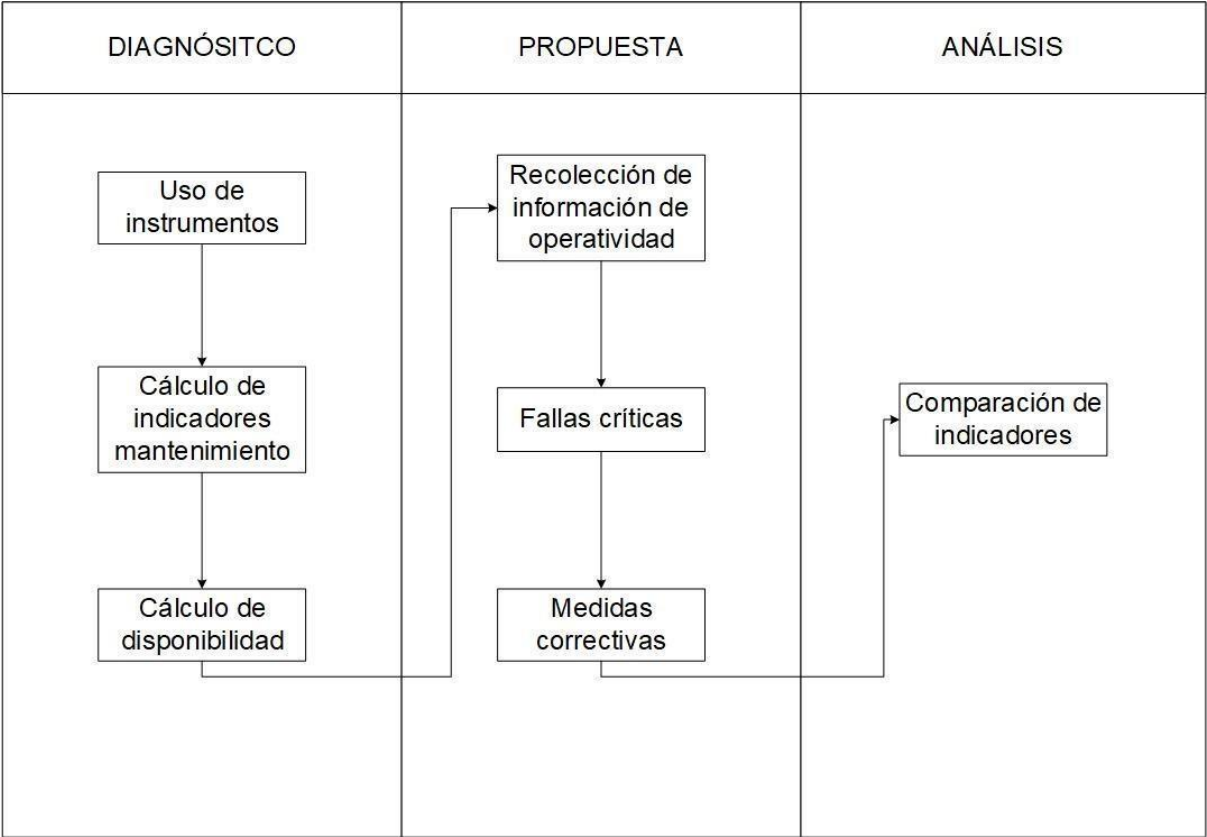 DIAGNÓSITCO
PROPUESTA
ANÁLISIS
Uso de
instrumentos
Cálculo de
indicadores
mantenimiento
Cálculo de
disponibilidad
Recolección de
información de
operatividad
Fallas críticas
Medidas
correctivas
Comparación de
indicadores